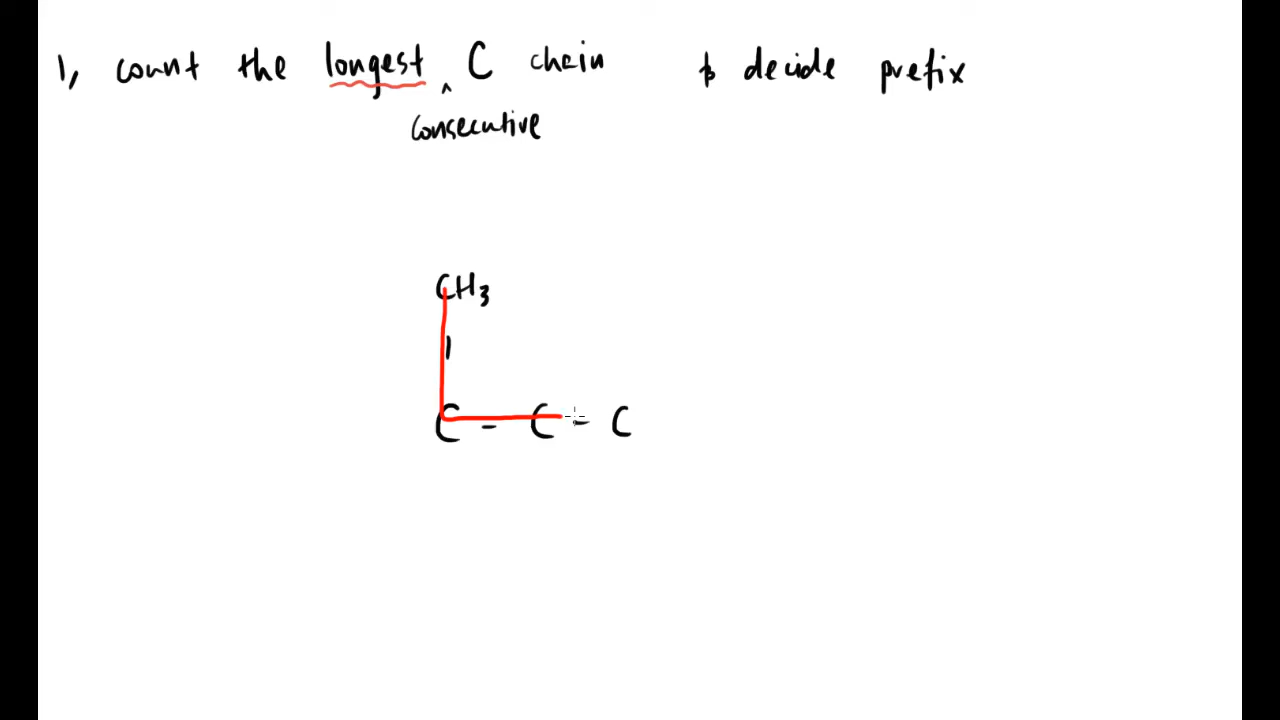 1, count the longest ^ C chain & decide prefix
consecutive
CH3
|
C - C - C